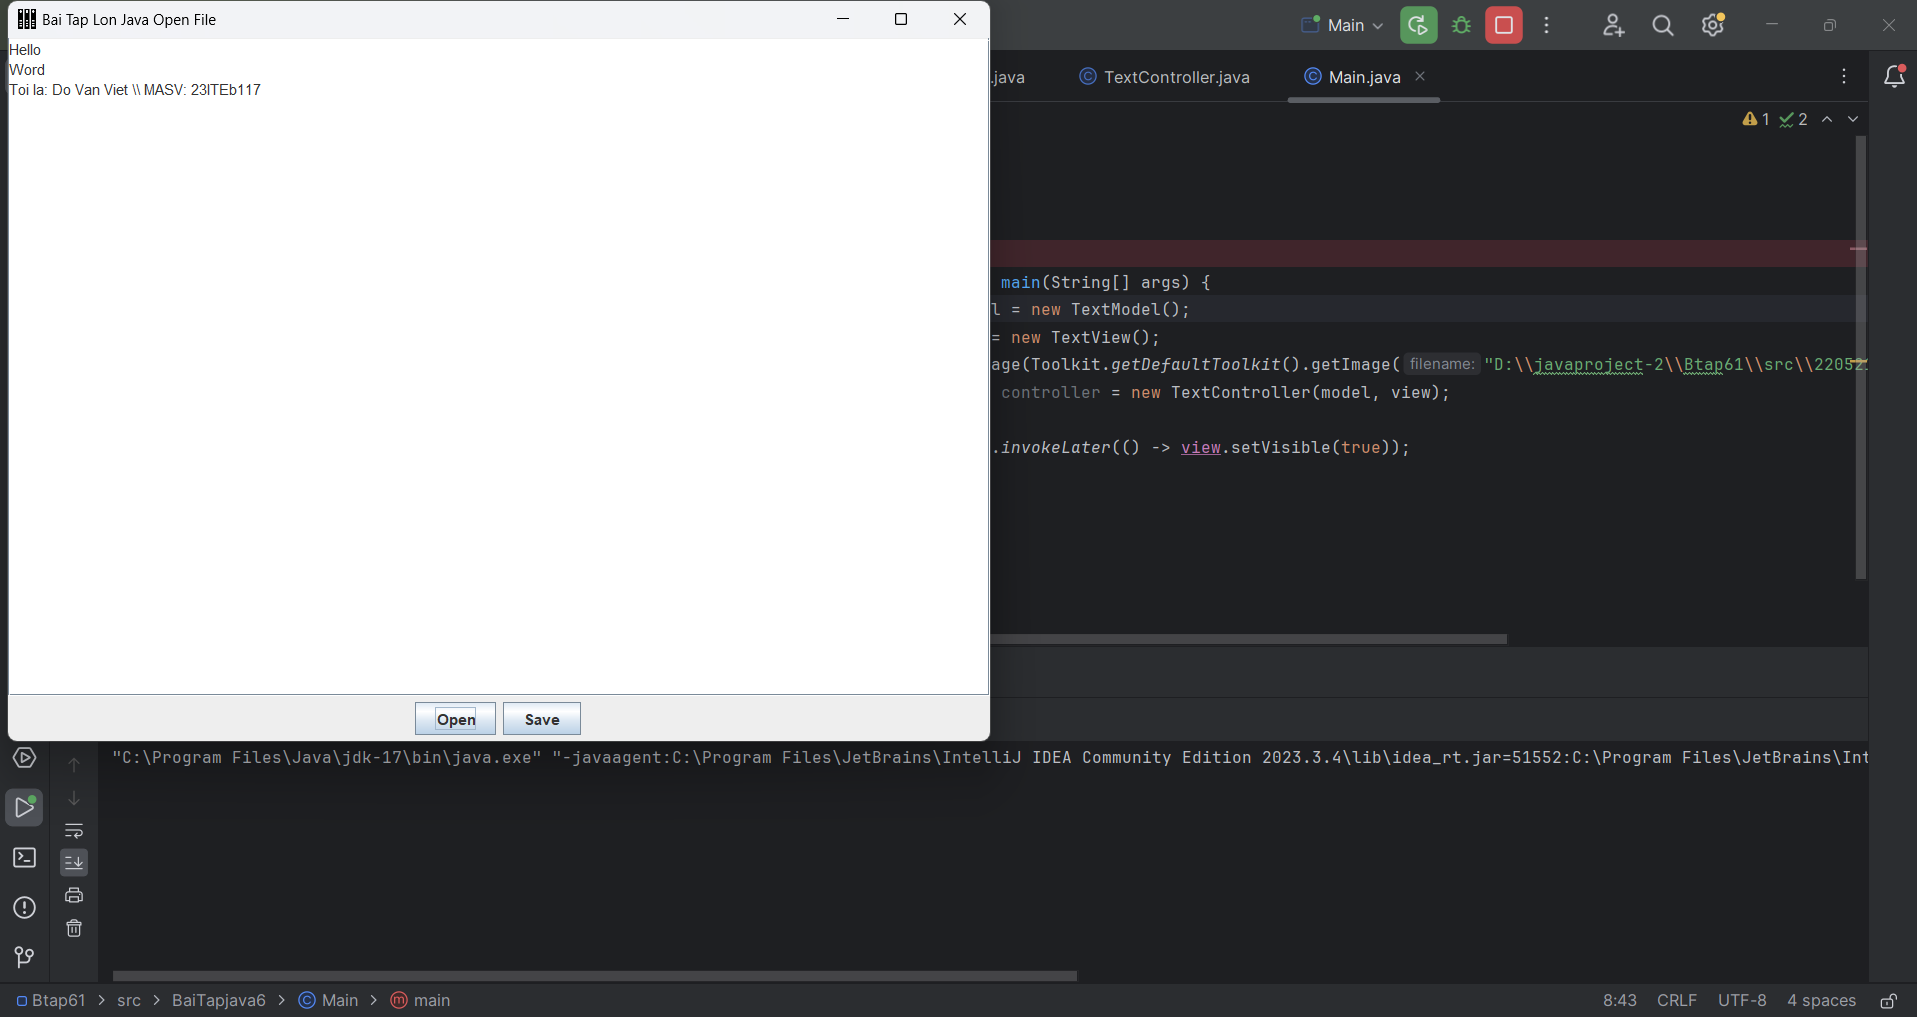 Bai Tap Lon Java Open File
Hello
Word
Toi la: Do Van Viet \\ MASV: 23ITEb117
Open
Save
Main
.java
TextController.java
Main.java
1
2
main(String[] args) {
l = new TextModel();
= new TextView();
age(Toolkit.getDefaultToolkit().getImage( filename: "D:\\javaproject-2\\Btap61\\src\\22052
controller = new TextController(model, view);
.invokeLater(() -> view.setVisible(true));
"C:\Program Files\Java\jdk-17\bin\java.exe" "-javaagent:C:\Program Files\JetBrains\IntelliJ IDEA Community Edition 2023.3.4\lib\idea_rt.jar=51552:C:\Program Files\JetBrains\Int
Btap61 > src > BaiTapjava6 > Main > main
8:43 CRLF UTF-8 4 spaces